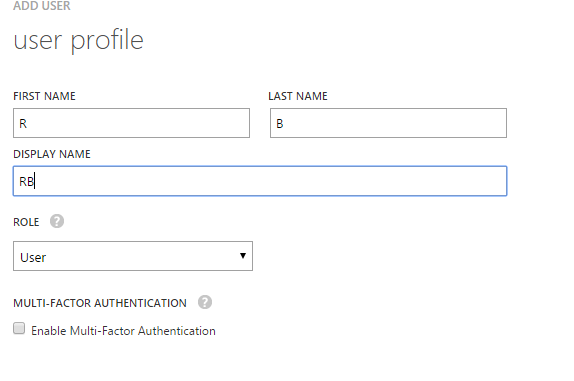 ADD USER
user profile
FIRST NAME LAST NAME
R B
DISPLAY NAME
RB
ROLE ?
User
MULTI-FACTOR AUTHENTICATION ?
Enable Multi-Factor Authentication